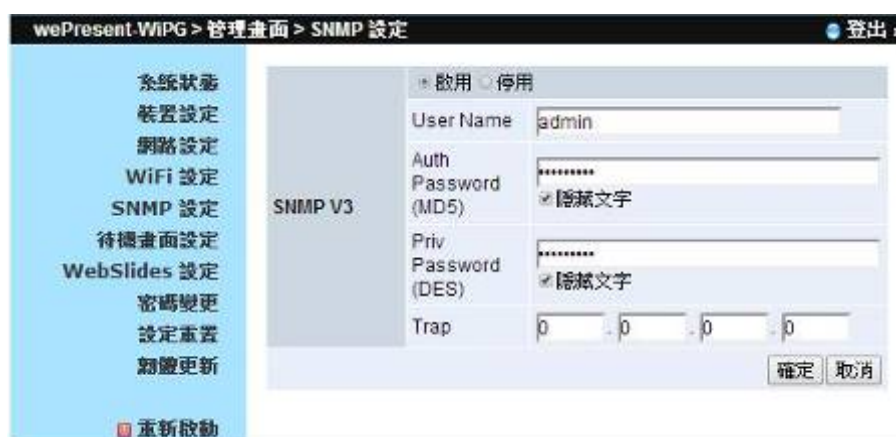 wePresent-WiPG > 管理畫面 > SNMP 設定
登出
系統狀態
裝置設定
網路設定
WiFi 設定
SNMP 設定
待機畫面設定
WebSlides 設定
密碼變更
設定重置
韌體更新
重新啟動
SNMP V3
啟用 停用
User Name admin
Auth
Password
(MD5)
•••••••••
隱藏文字
Priv
Password
(DES)
•••••••••
隱藏文字
Trap 0 . 0 . 0 . 0
確定 取消